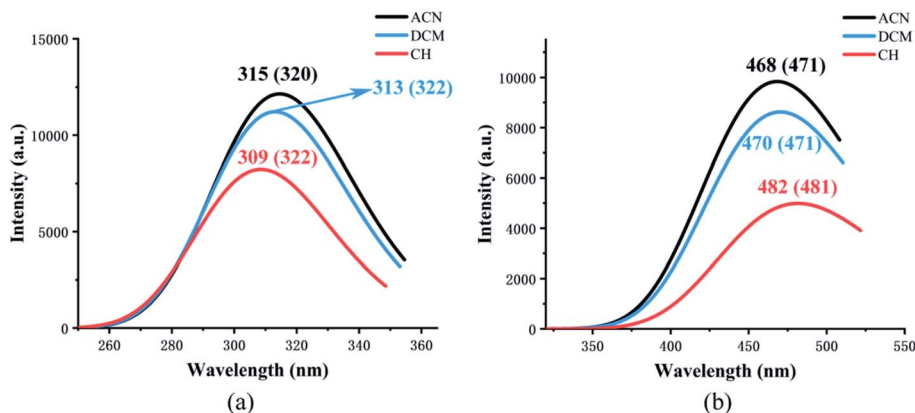 ACN
DCM
CH
15000
10000
5000
0
Intensity (a.u.)
315 (320)
313 (322)
309 (322)
260
280
300
320
340
360
Wavelength (nm)
(a)
ACN
DCM
CH
10000
8000
6000
4000
2000
0
Intensity (a.u.)
468 (471)
470 (471)
482 (481)
350
400
450
500
550
Wavelength (nm)
(b)